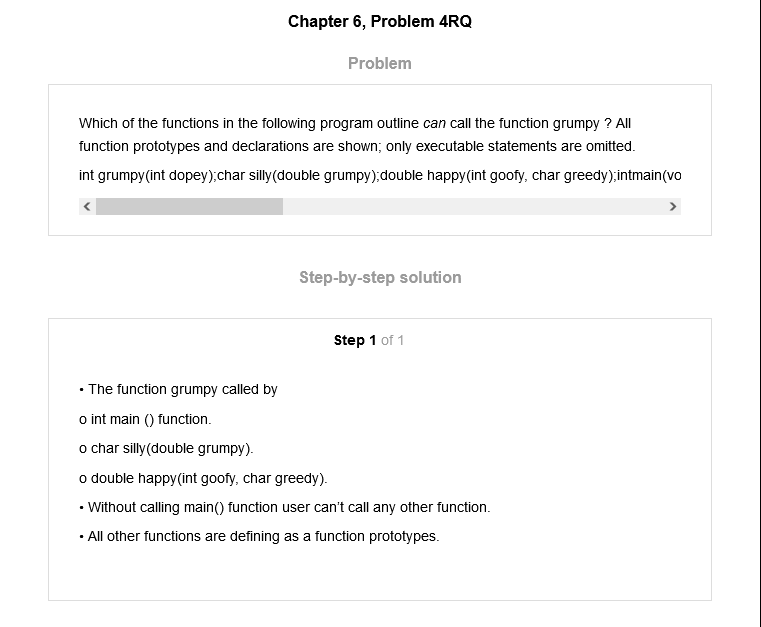 Chapter 6, Problem 4RQ
Problem
Which of the functions in the following program outline can call the function grumpy ? All
function prototypes and declarations are shown; only executable statements are omitted.
int grumpy(int dopey);char silly(double grumpy);double happy(int goofy, char greedy);intmain(vo
Step-by-step solution
Step 1 of 1
• The function grumpy called by
o int main () function.
o char silly(double grumpy).
o double happy(int goofy, char greedy).
• Without calling main() function user can't call any other function.
• All other functions are defining as a function prototypes.